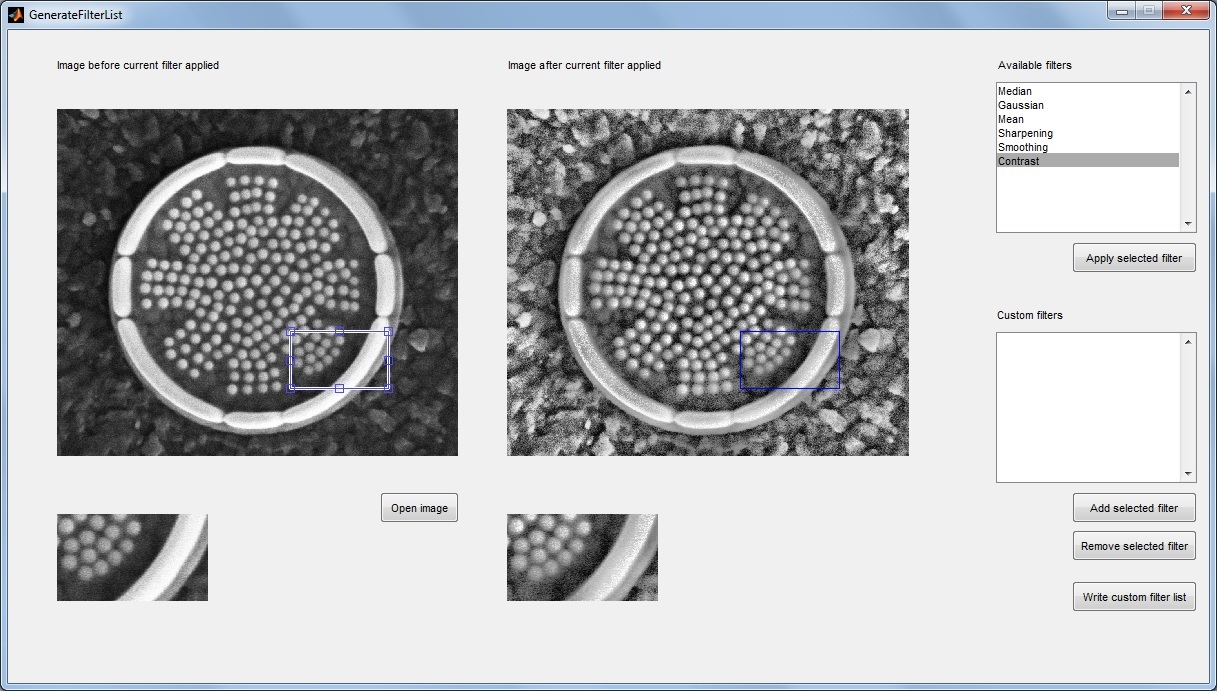 GenerateFilterList
Image before current filter applied
Image after current filter applied
Available filters
Median
Gaussian
Mean
Sharpening
Smoothing
Contrast
Apply selected filter
Custom filters
Open image
Add selected filter
Remove selected filter
Write custom filter list